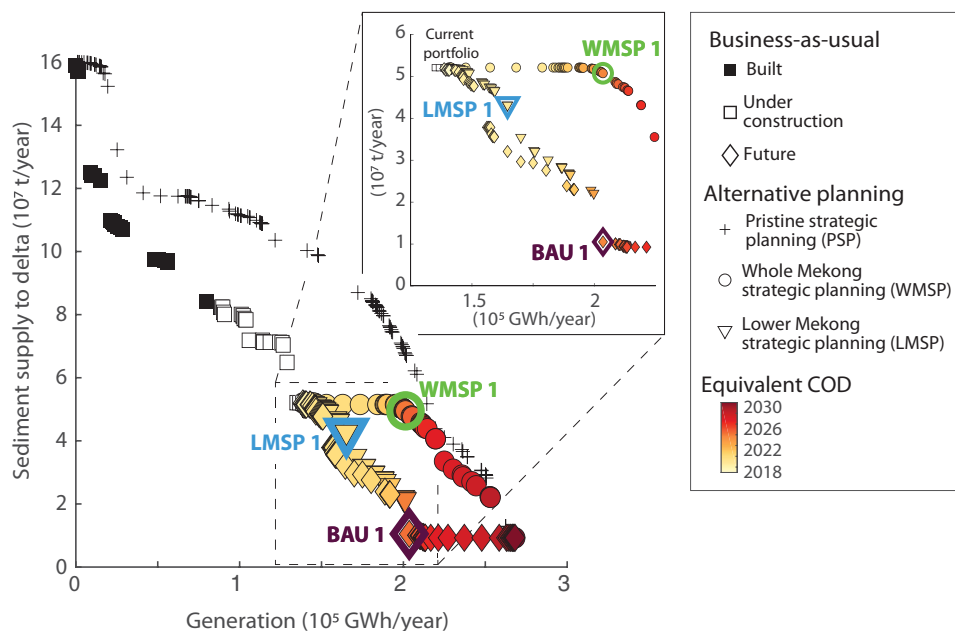 Sediment supply to delta (10⁷ t/year)
16
14
12
10
8
6
4
2
0
0
1
2
3
Generation (10⁵ GWh/year)
WMSP 1
LMSP 1
BAU 1
(10⁷ t/year)
6
5
4
3
2
1
0
1.5
2
(10⁵ GWh/year)
Current
portfolio
WMSP 1
LMSP 1
BAU 1
Business-as-usual
Built
Under
construction
Future
Alternative planning
Pristine strategic
planning (PSP)
Whole Mekong
strategic planning (WMSP)
Lower Mekong
strategic planning (LMSP)
Equivalent COD
2030
2026
2022
2018